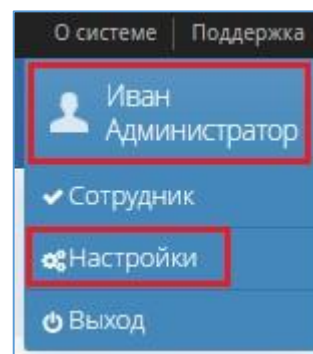 О системе Поддержка
Иван
Администратор
Сотрудник
Настройки
Выход